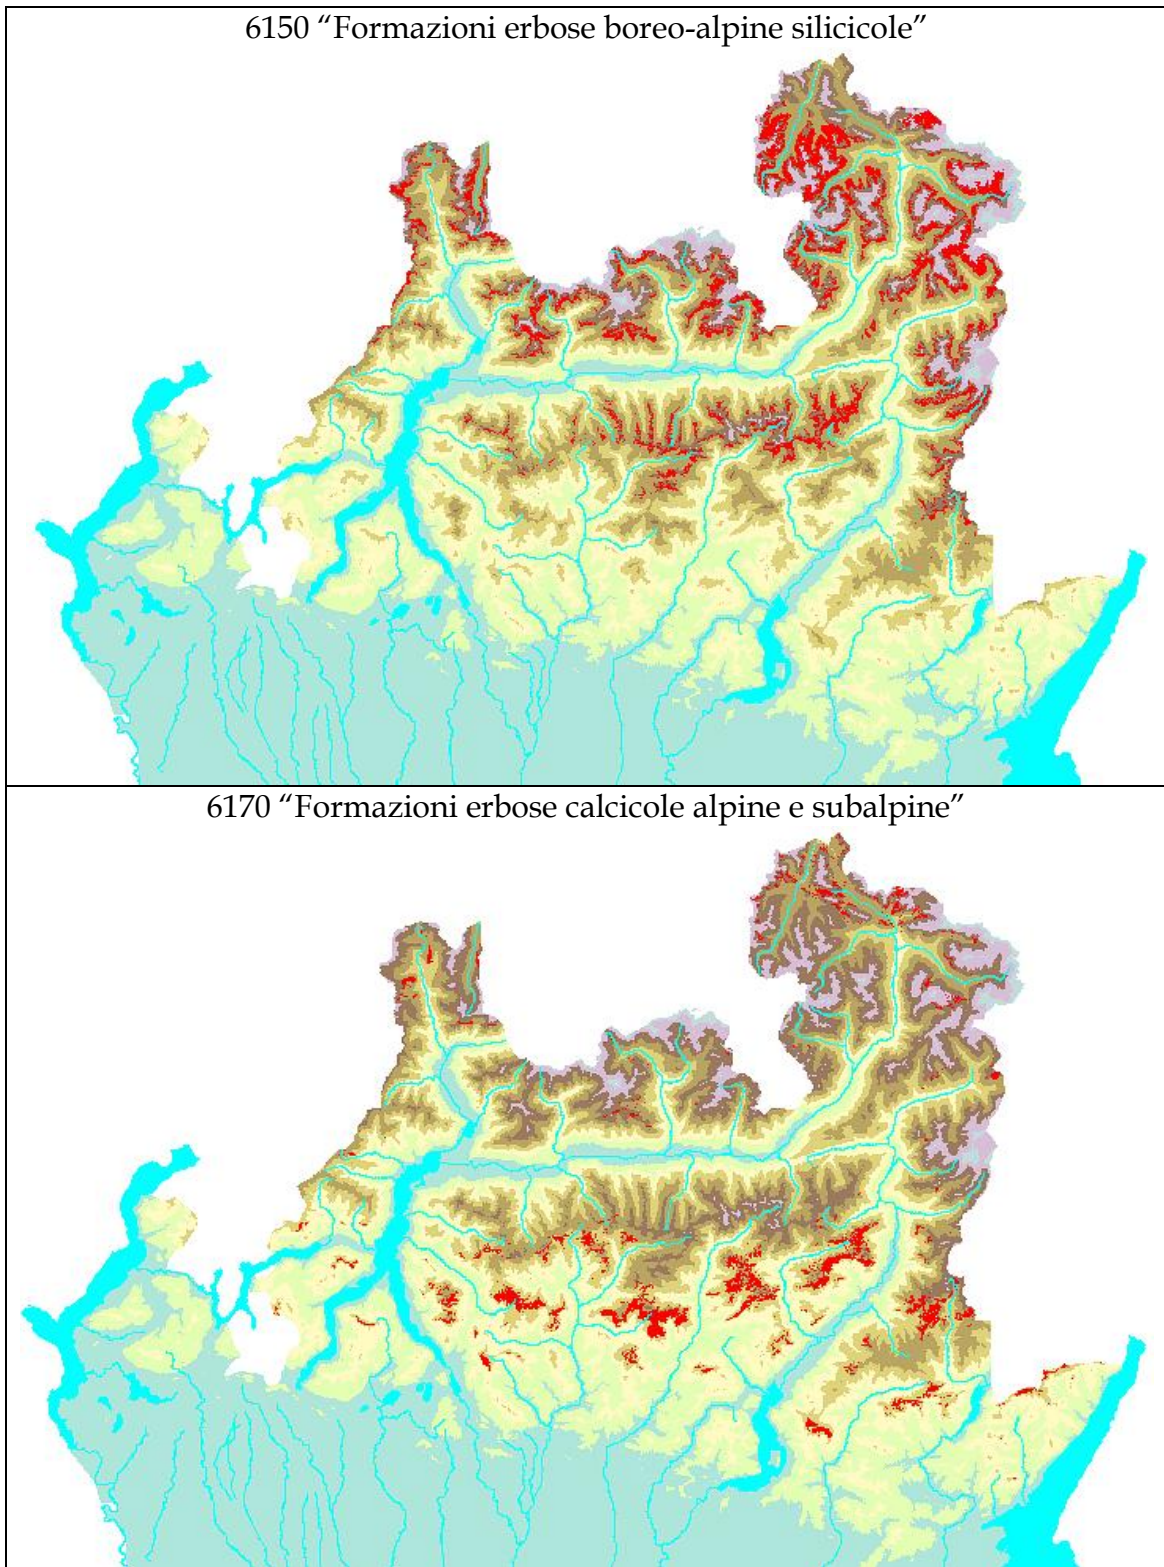 6150 “Formazioni erbose boreo-alpine silicicole”
6170 “Formazioni erbose calcicole alpine e subalpine”